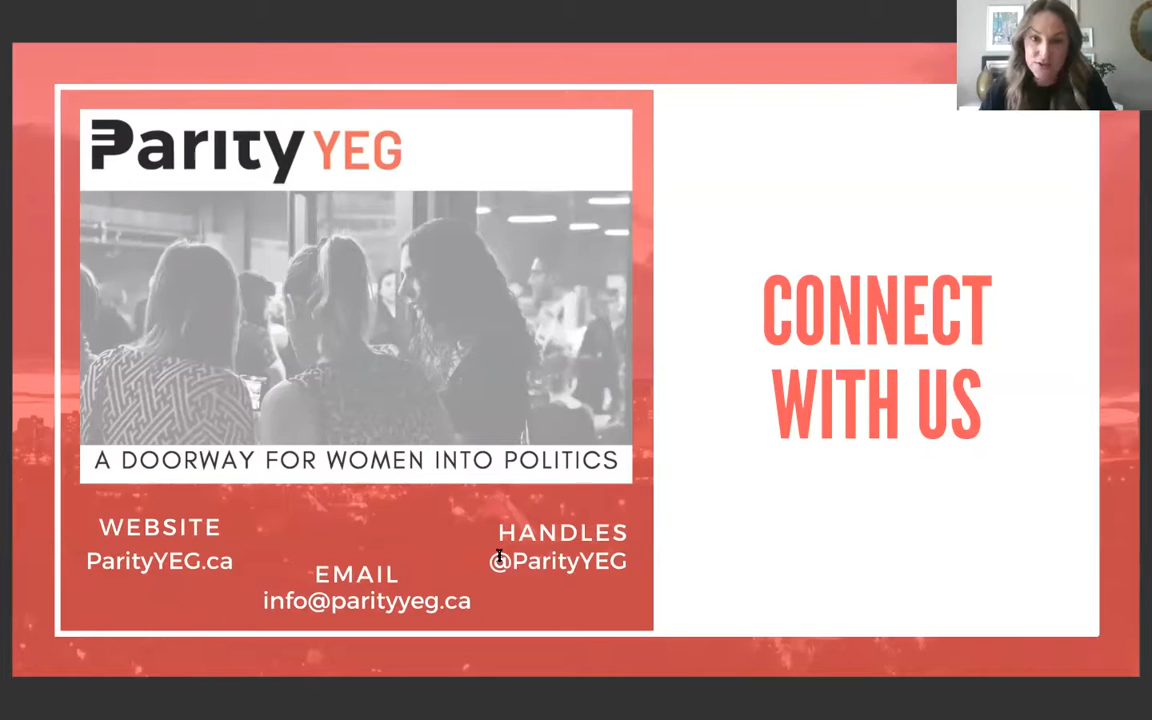 Parity YEG
A DOORWAY FOR WOMEN INTO POLITICS
WEBSITE
ParityYEG.ca
EMAIL
info@parityyeg.ca
HANDLES
@ParityYEG
CONNECT
WITH US